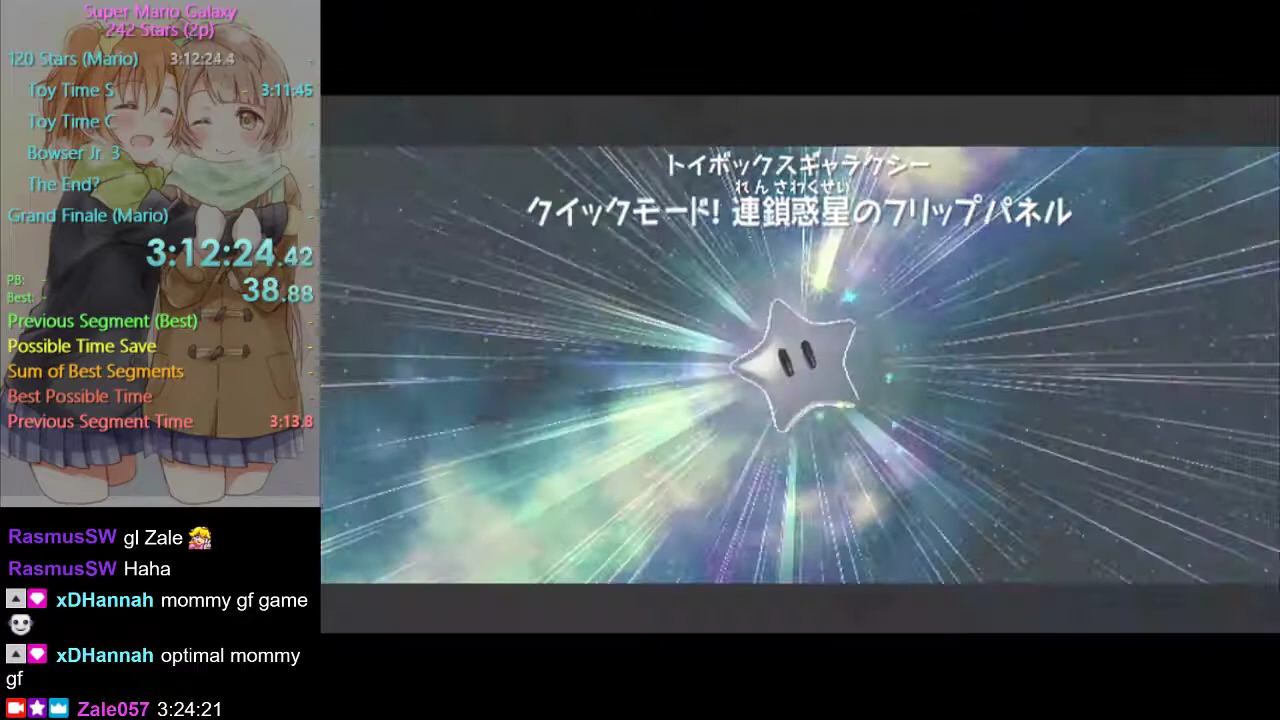 Super Mario Galaxy
242 Stars (2p)
120 Stars (Mario) 3:12:24.4 -
Toy Time S - 3:11:45
Toy Time C -
Bowser Jr. 3 -
The End? -
Grand Finale (Mario) -
3:12:24.42
PB: -
Best: -
38.88
Previous Segment (Best) -
Possible Time Save -
Sum of Best Segments -
Best Possible Time -
Previous Segment Time 3:13.8
RasmusSW gl Zale
RasmusSW Haha
xDHannah mommy gf game
xDHannah optimal mommy
gf
Zale057 3:24:21
トイボックスギャラクシー
れんさわくせい
クイックモード! 連鎖惑星のフリップパネル